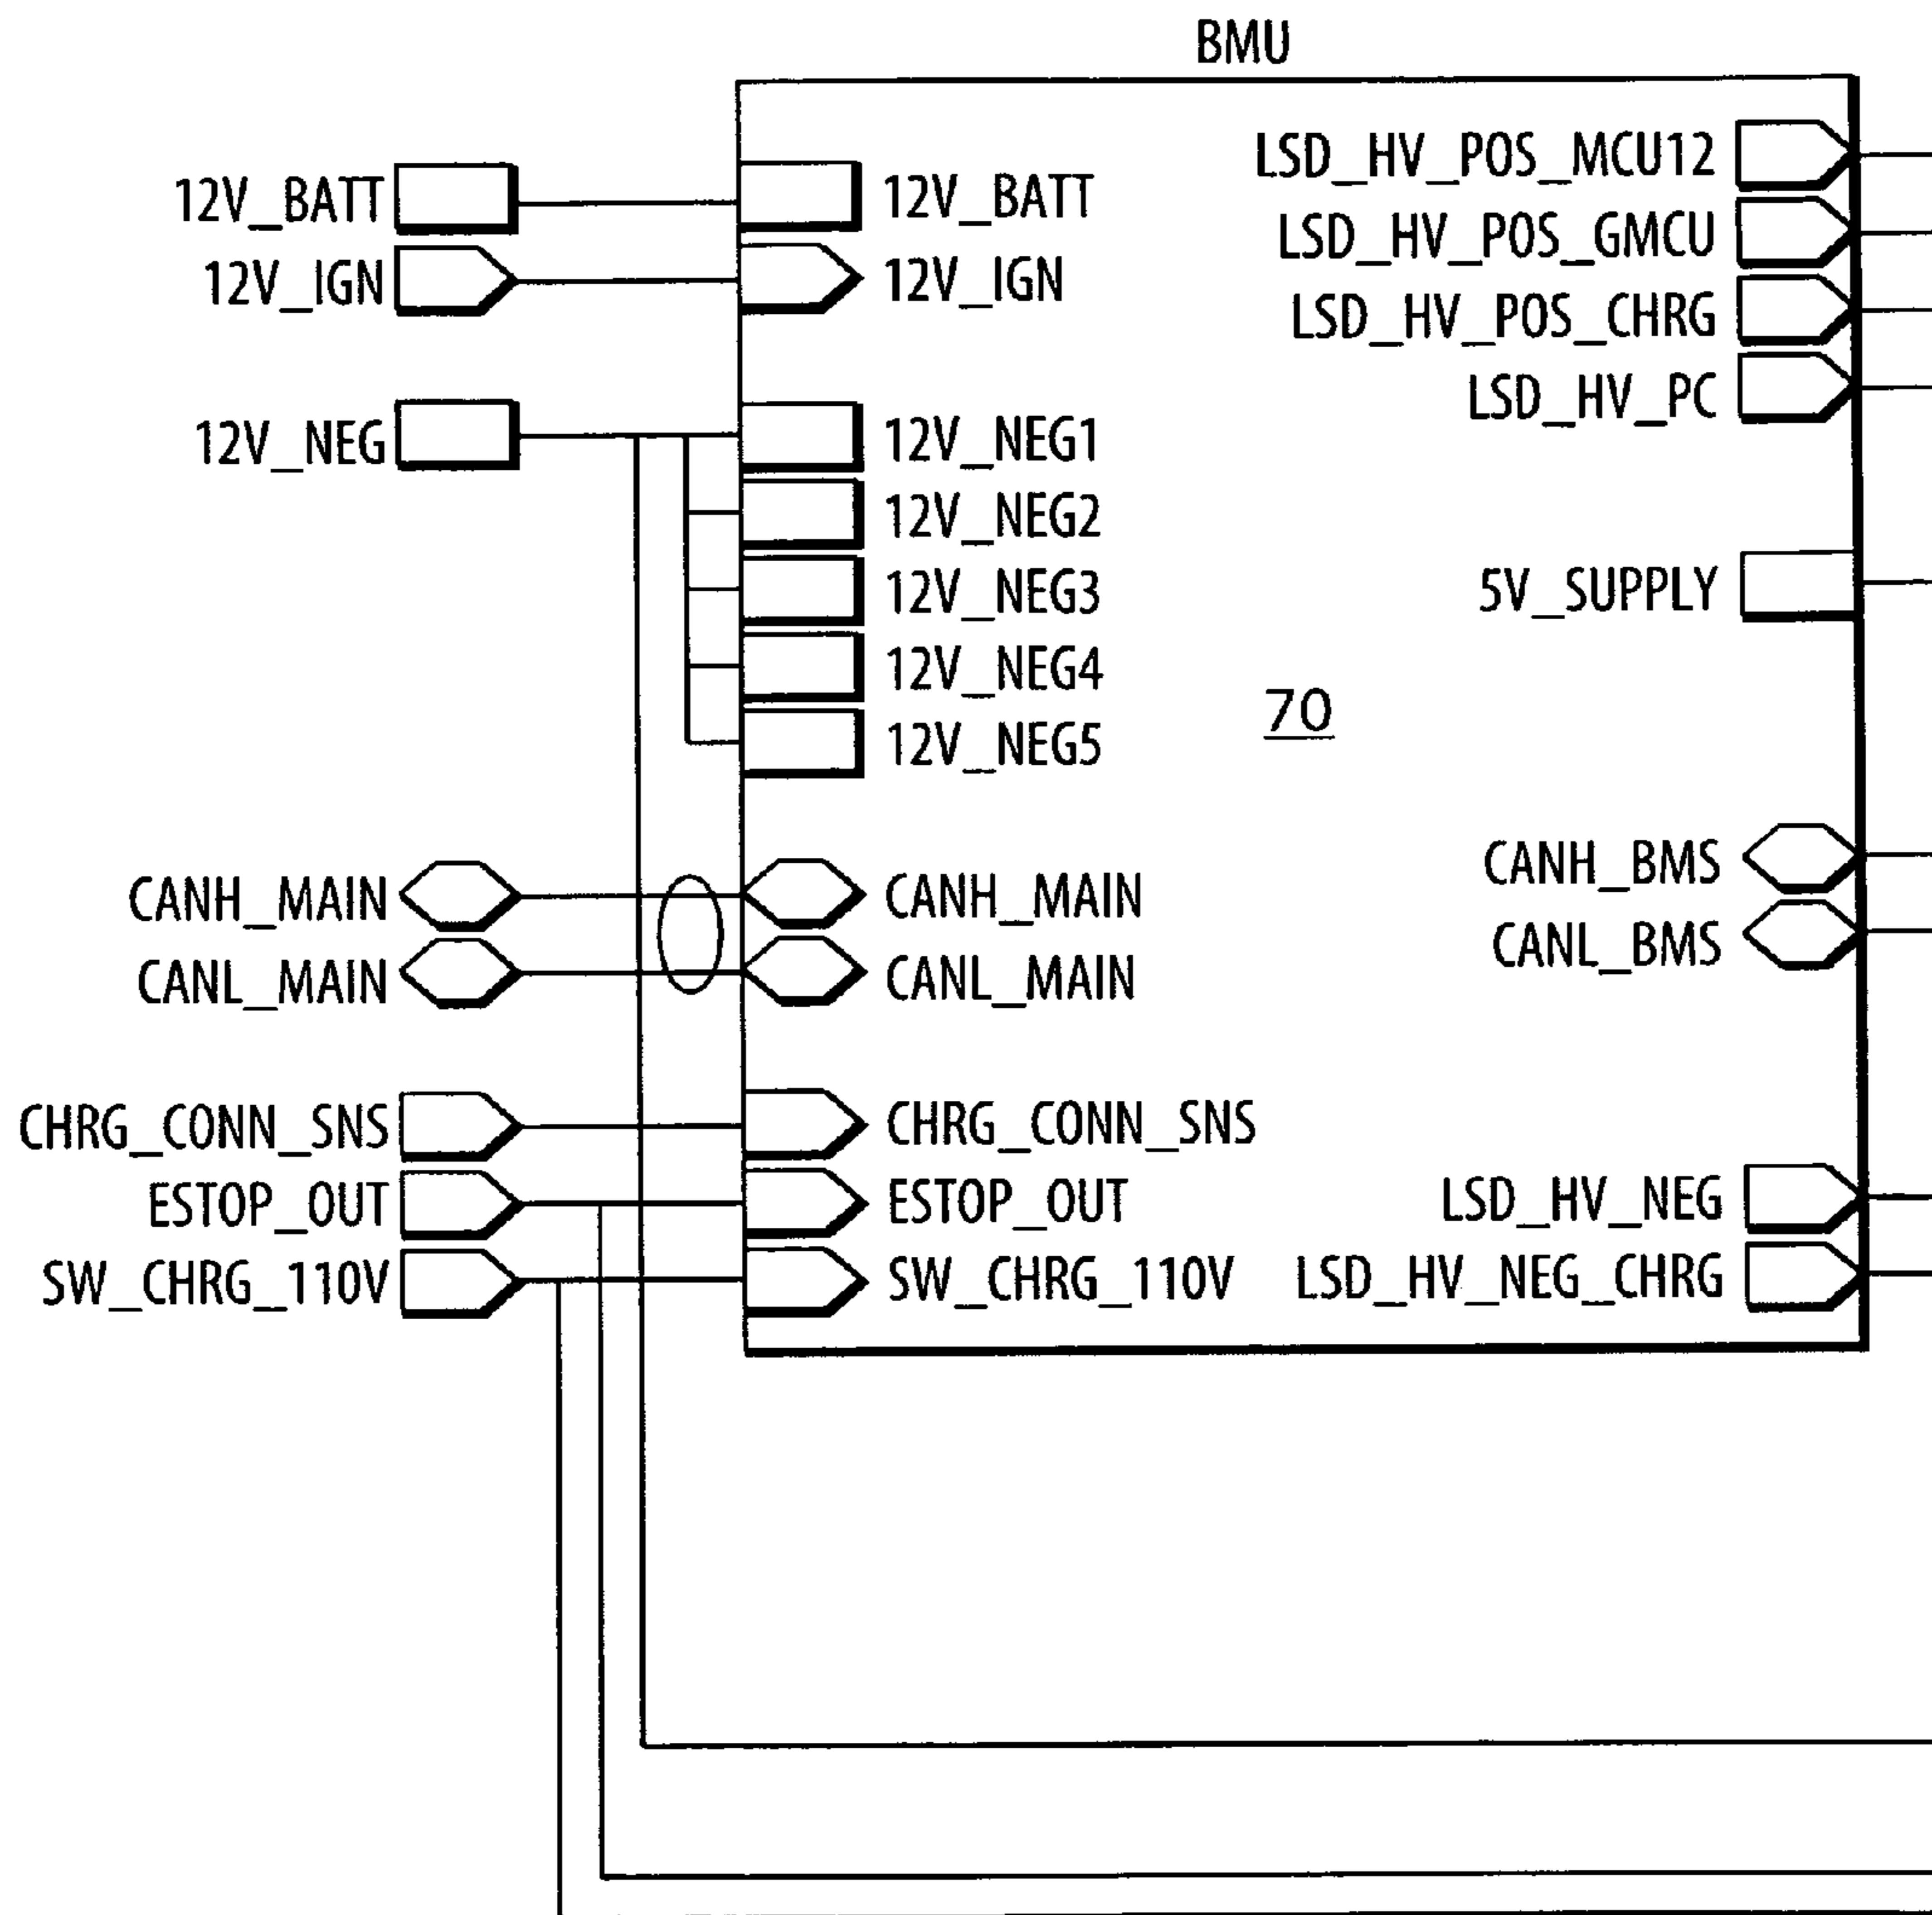 BMU
12V_BATT
12V_IGN
12V_NEG
CANH_MAIN
CANL_MAIN
CHRG_CONN_SNS
ESTOP_OUT
SW_CHRG_110V
12V_BATT
12V_IGN
12V_NEG1
12V_NEG2
12V_NEG3
12V_NEG4
12V_NEG5
CANH_MAIN
CANL_MAIN
CHRG_CONN_SNS
ESTOP_OUT
SW_CHRG_110V
70
LSD_HV_POS_MCU12
LSD_HV_POS_GMCU
LSD_HV_POS_CHRG
LSD_HV_PC
5V_SUPPLY
CANH_BMS
CANL_BMS
LSD_HV_NEG
LSD_HV_NEG_CHRG